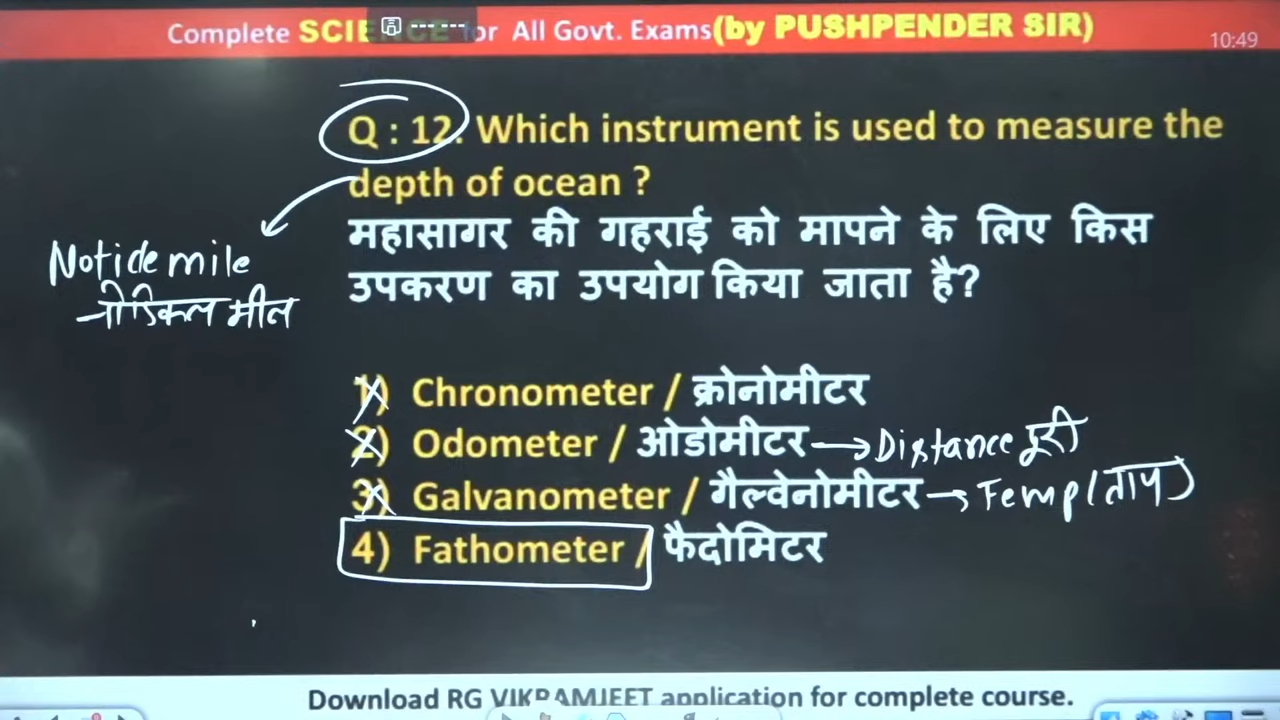 Complete SCIENCE for All Govt. Exams(by PUSHPENDER SIR)
10:49
Q : 12. Which instrument is used to measure the
depth of ocean ?
महासागर की गहराई को मापने के लिए किस
उपकरण का उपयोग किया जाता है?
Noticle mile
नोटिकल मील
1) Chronometer / क्रोनोमीटर
2) Odometer / ओडोमीटर → Distance दूरी
3) Galvanometer / गैल्वेनोमीटर → Temp (ताप)
4) Fathometer / फैदोमिटर
Download RG VIKRAMJEET application for complete course.